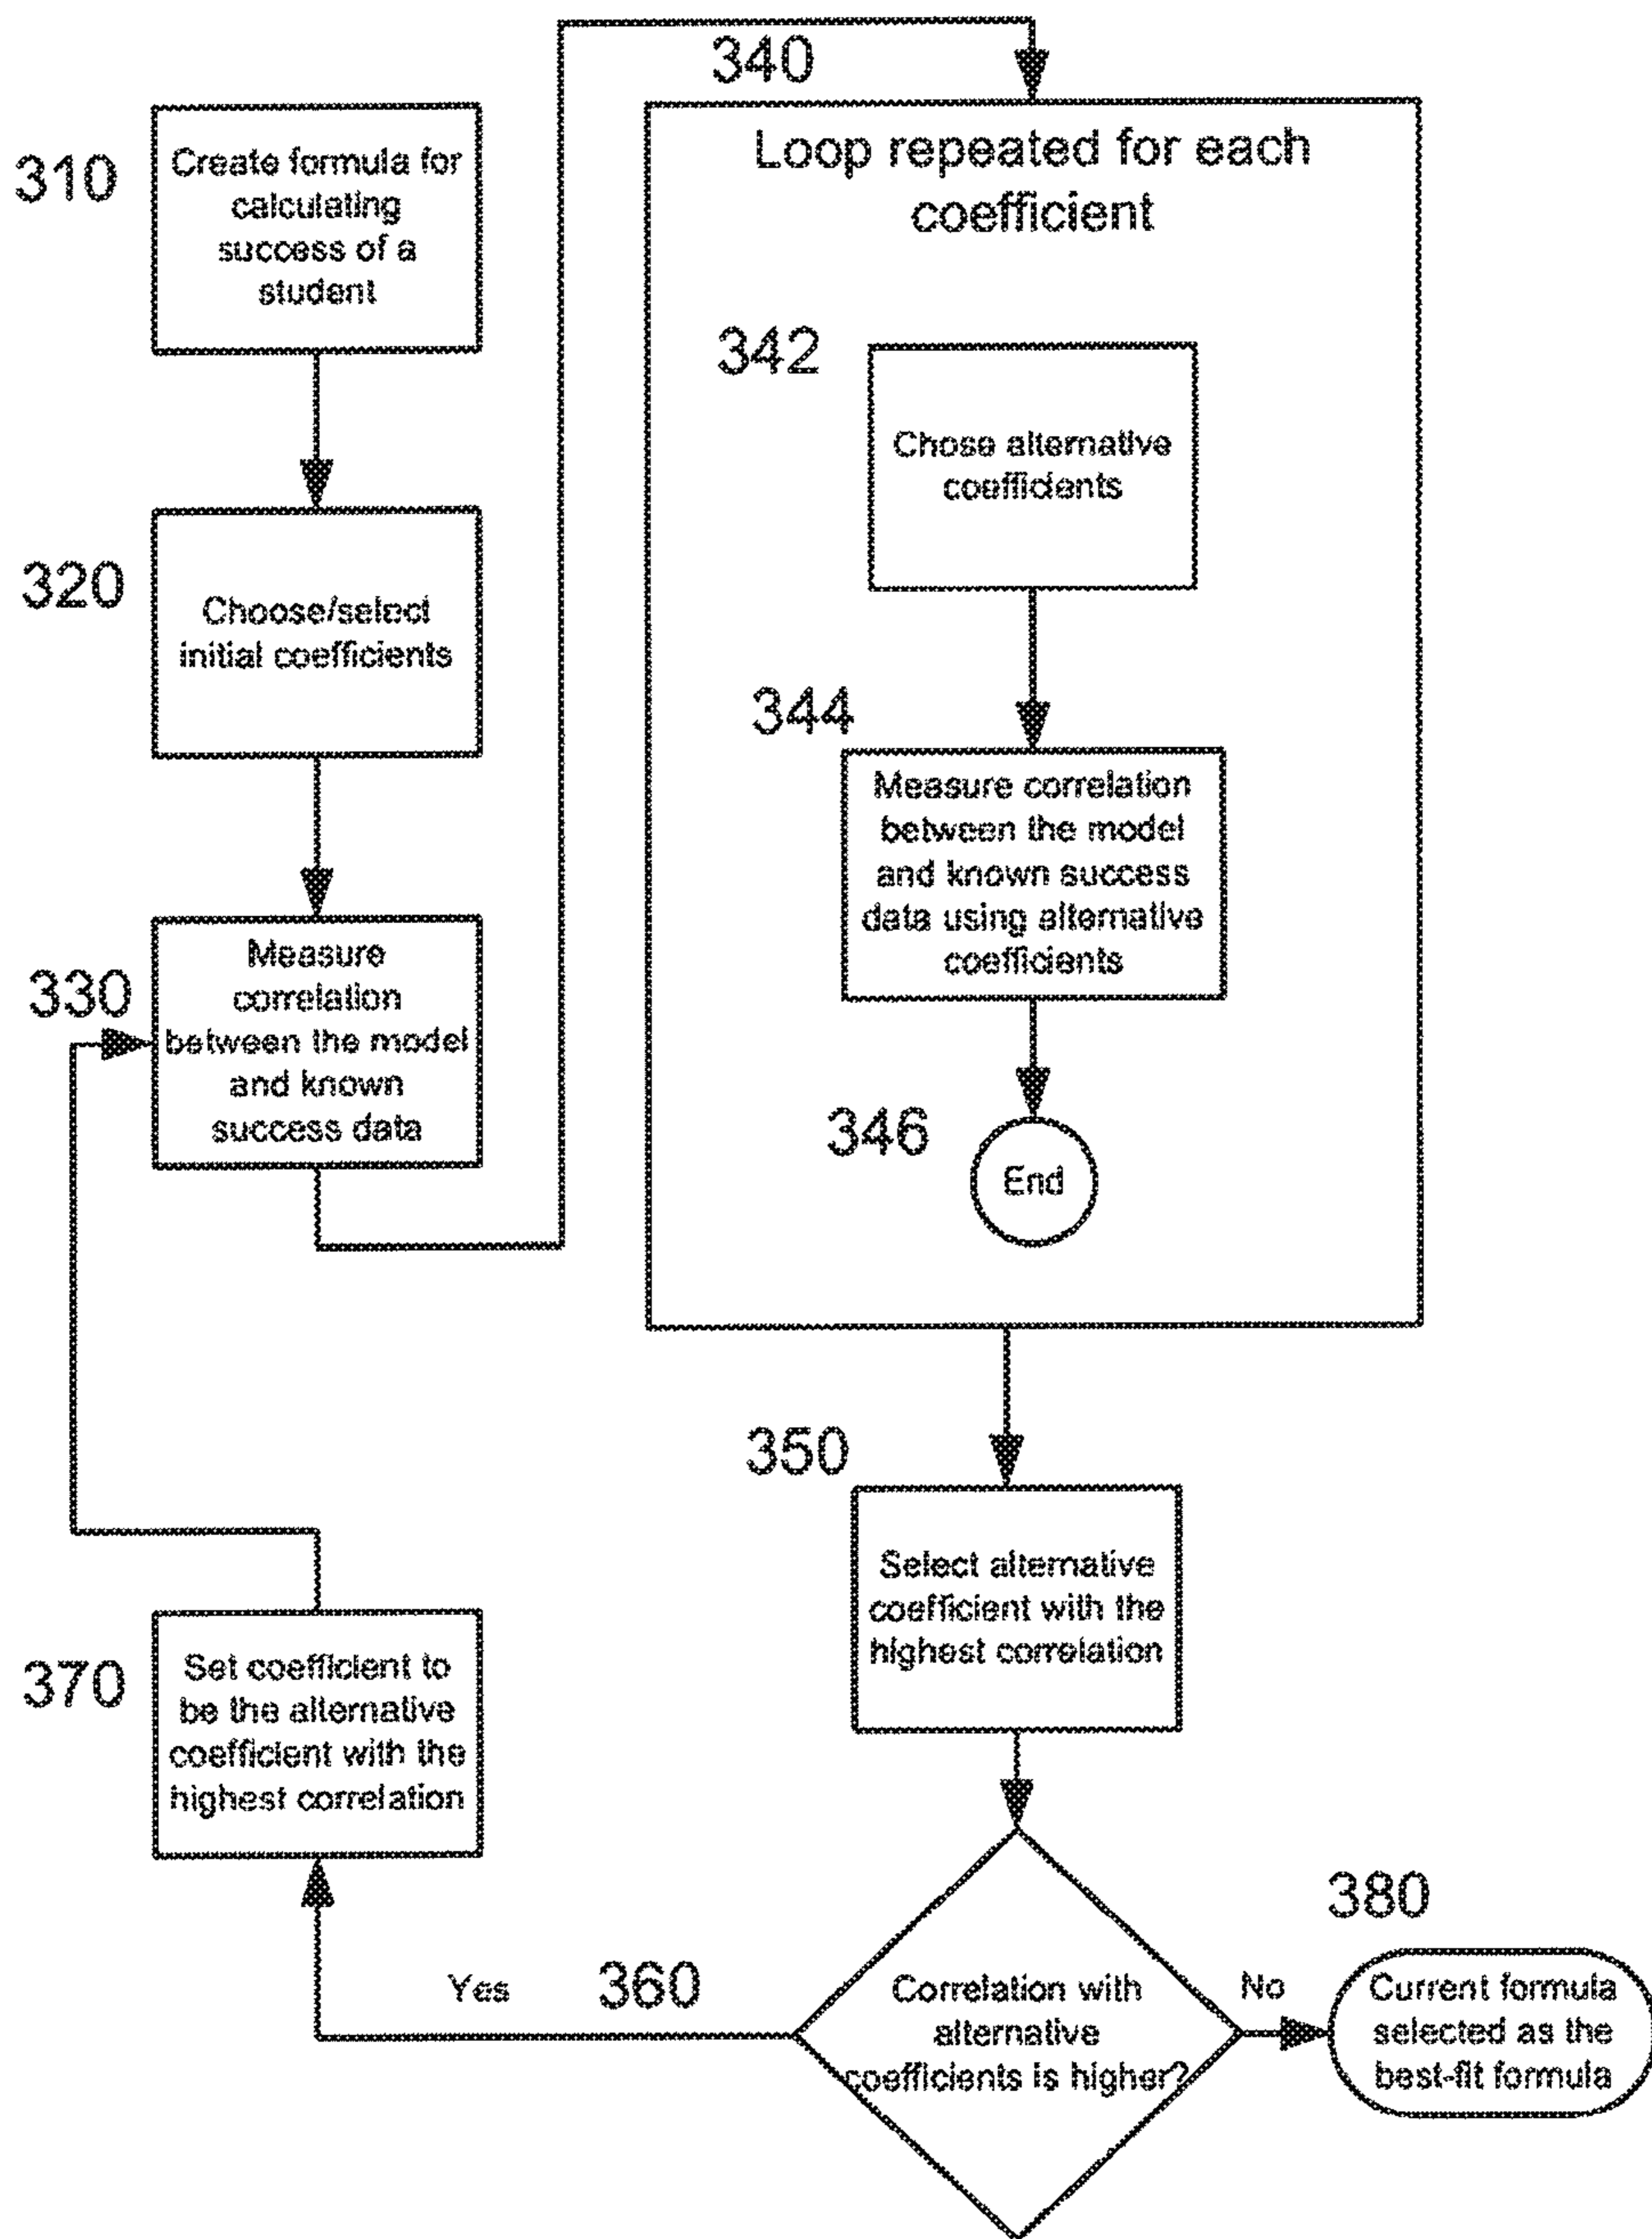 310
Create formula for
calculating
success of a
student
320
Choose/select
initial coefficients
330
Measure
correlation
between the model
and known
success data
340
Loop repeated for each
coefficient
342
Chose alternative
coefficients
344
Measure correlation
between the model
and known success
data using alternative
coefficients
346
End
350
Select alternative
coefficient with the
highest correlation
360
Correlation with
alternative
coefficients is higher?
Yes
No
370
Set coefficient to
be the alternative
coefficient with the
highest correlation
380
Current formula
selected as the
best-fit formula